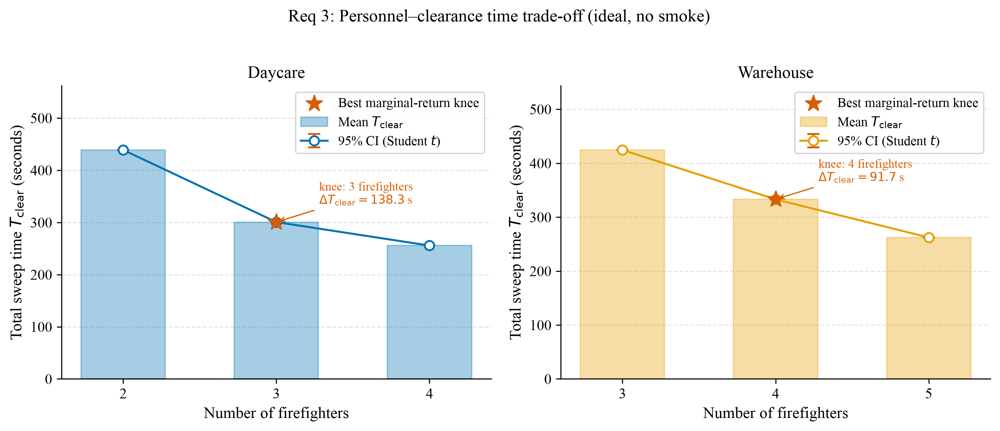 Req 3: Personnel–clearance time trade-off (ideal, no smoke)
Daycare
Total sweep time T_clear (seconds)
500
400
300
200
100
0
Best marginal-return knee
Mean T_clear
95% CI (Student t)
knee: 3 firefighters
ΔT_clear = 138.3 s
2
3
4
Number of firefighters
Warehouse
Total sweep time T_clear (seconds)
500
400
300
200
100
0
Best marginal-return knee
Mean T_clear
95% CI (Student t)
knee: 4 firefighters
ΔT_clear = 91.7 s
3
4
5
Number of firefighters